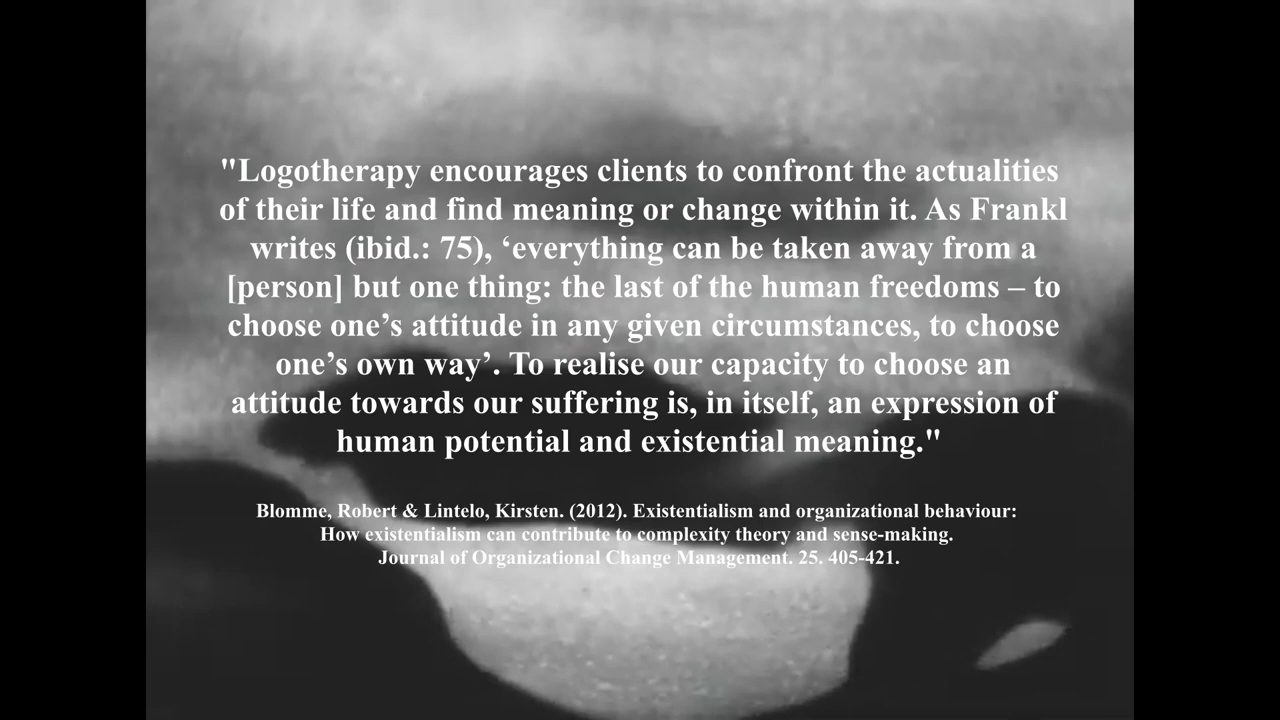 "Logotherapy encourages clients to confront the actualities
of their life and find meaning or change within it. As Frankl
writes (ibid.: 75), ‘everything can be taken away from a
[person] but one thing: the last of the human freedoms – to
choose one’s attitude in any given circumstances, to choose
one’s own way’. To realise our capacity to choose an
attitude towards our suffering is, in itself, an expression of
human potential and existential meaning."
Blomme, Robert & Lintelo, Kirsten. (2012). Existentialism and organizational behaviour:
How existentialism can contribute to complexity theory and sense-making.
Journal of Organizational Change Management. 25. 405-421.